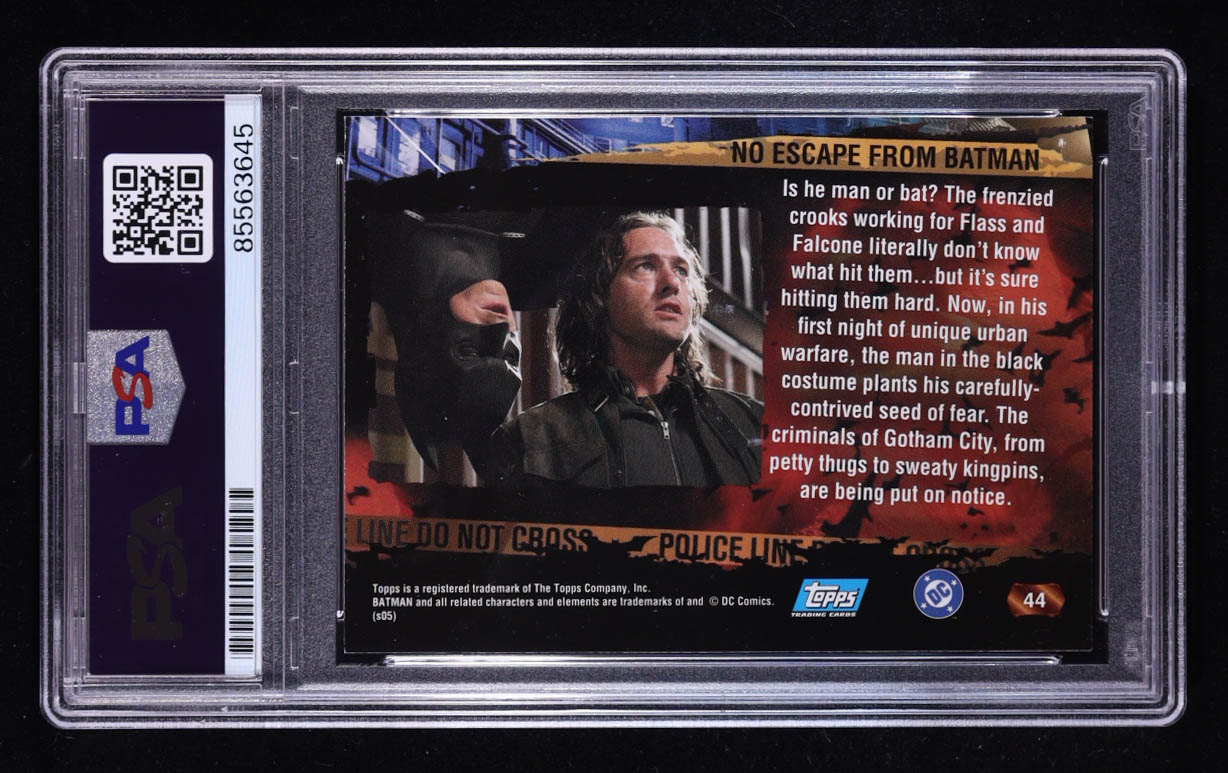 85563645
PSA
PSA
NO ESCAPE FROM BATMAN
Is he man or bat? The frenzied
crooks working for Flass and
Falcone literally don't know
what hit them...but it's sure
hitting them hard. Now, in his
first night of unique urban
warfare, the man in the black
costume plants his carefully-
contrived seed of fear. The
criminals of Gotham City, from
petty thugs to sweaty kingpins,
are being put on notice.
LINE DO NOT CROSS
POLICE LINE
Topps is a registered trademark of The Topps Company, Inc.
BATMAN and all related characters and elements are trademarks of and © DC Comics.
(s05)
TOPPS
TRADING CARDS
DC
44